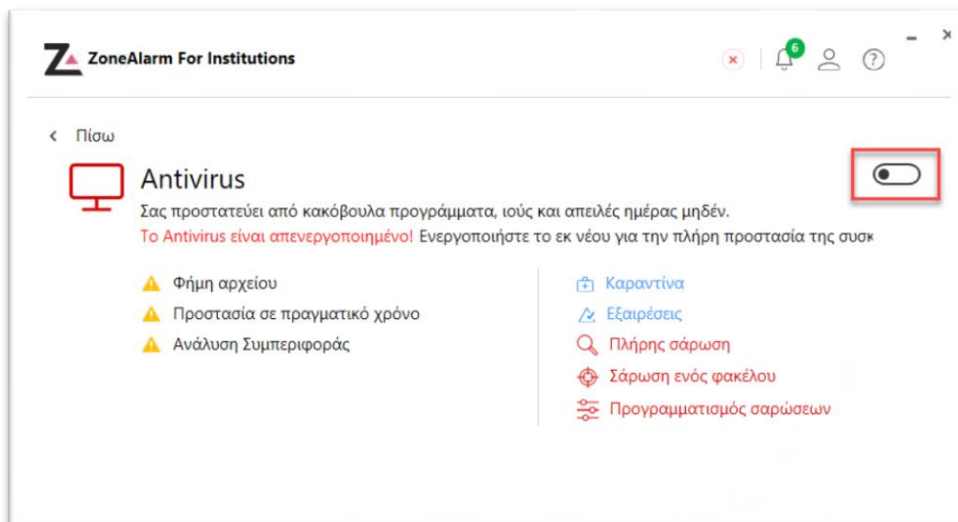 ZoneAlarm For Institutions
6
Πίσω
Antivirus
Σας προστατεύει από κακόβουλα προγράμματα, ιούς και απειλές ημέρας μηδέν.
Το Antivirus είναι απενεργοποιημένο! Ενεργοποιήστε το εκ νέου για την πλήρη προστασία της συσκ
Φήμη αρχείου
Προστασία σε πραγματικό χρόνο
Ανάλυση Συμπεριφοράς
Καραντίνα
Εξαιρέσεις
Πλήρης σάρωση
Σάρωση ενός φακέλου
Προγραμματισμός σαρώσεων